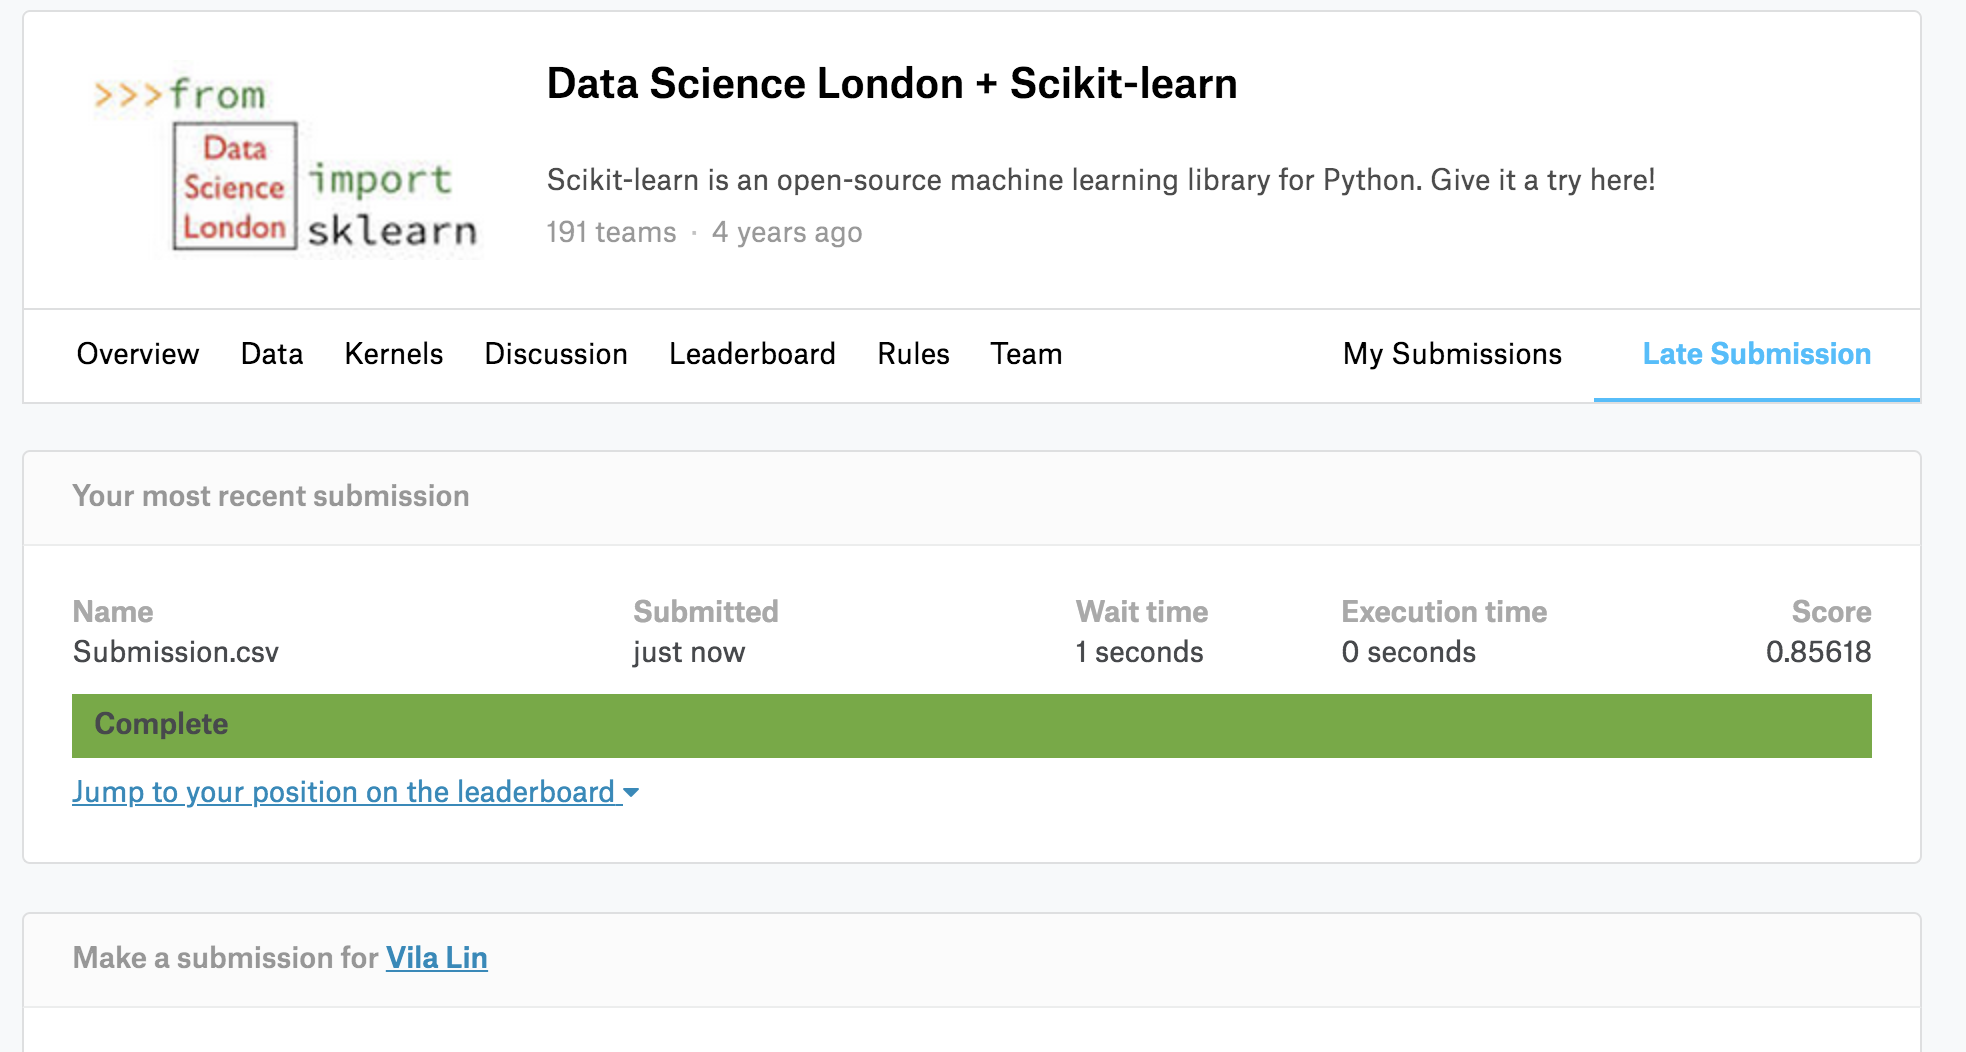 >>>from
Data
Science
London
import
sklearn
Data Science London + Scikit-learn
Scikit-learn is an open-source machine learning library for Python. Give it a try here!
191 teams · 4 years ago
Overview Data Kernels Discussion Leaderboard Rules Team My Submissions Late Submission
Your most recent submission
Name Submitted Wait time Execution time Score
Submission.csv just now 1 seconds 0 seconds 0.85618
Complete
Jump to your position on the leaderboard
Make a submission for Vila Lin